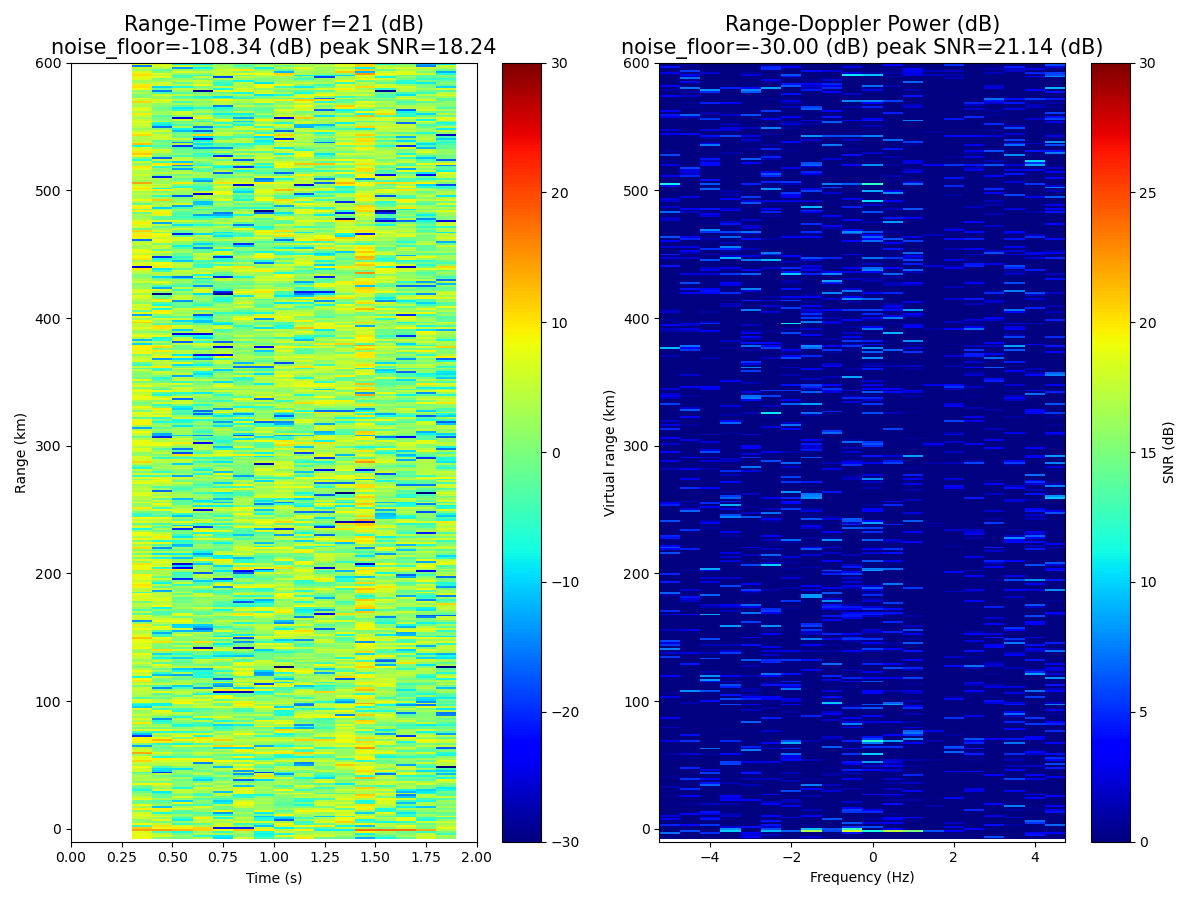 Range-Time Power f=21 (dB)
noise_floor=-108.34 (dB) peak SNR=18.24
Range (km)
600
500
400
300
200
100
0
0.00 0.25 0.50 0.75 1.00 1.25 1.50 1.75 2.00
Time (s)
30
20
10
0
−10
−20
−30
Range-Doppler Power (dB)
noise_floor=-30.00 (dB) peak SNR=21.14 (dB)
Virtual range (km)
600
500
400
300
200
100
0
−4 −2 0 2 4
Frequency (Hz)
30
25
20
15
10
5
0
SNR (dB)